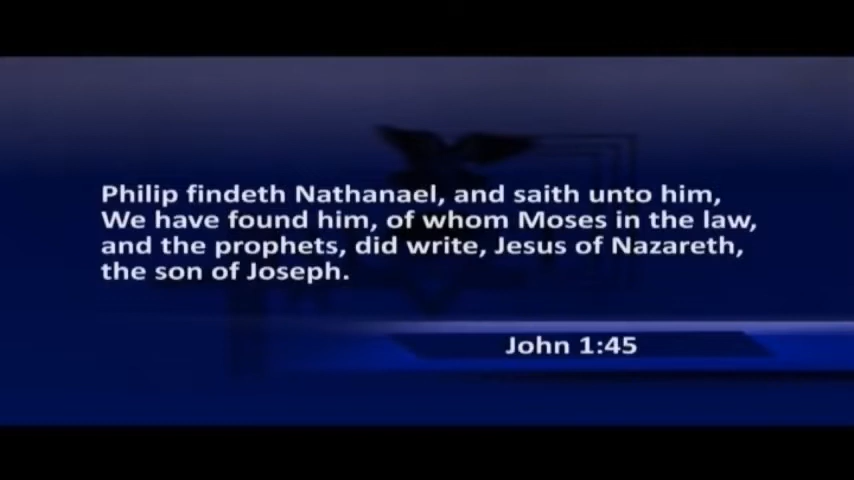 Philip findeth Nathanael, and saith unto him,
We have found him, of whom Moses in the law,
and the prophets, did write, Jesus of Nazareth,
the son of Joseph.
John 1:45